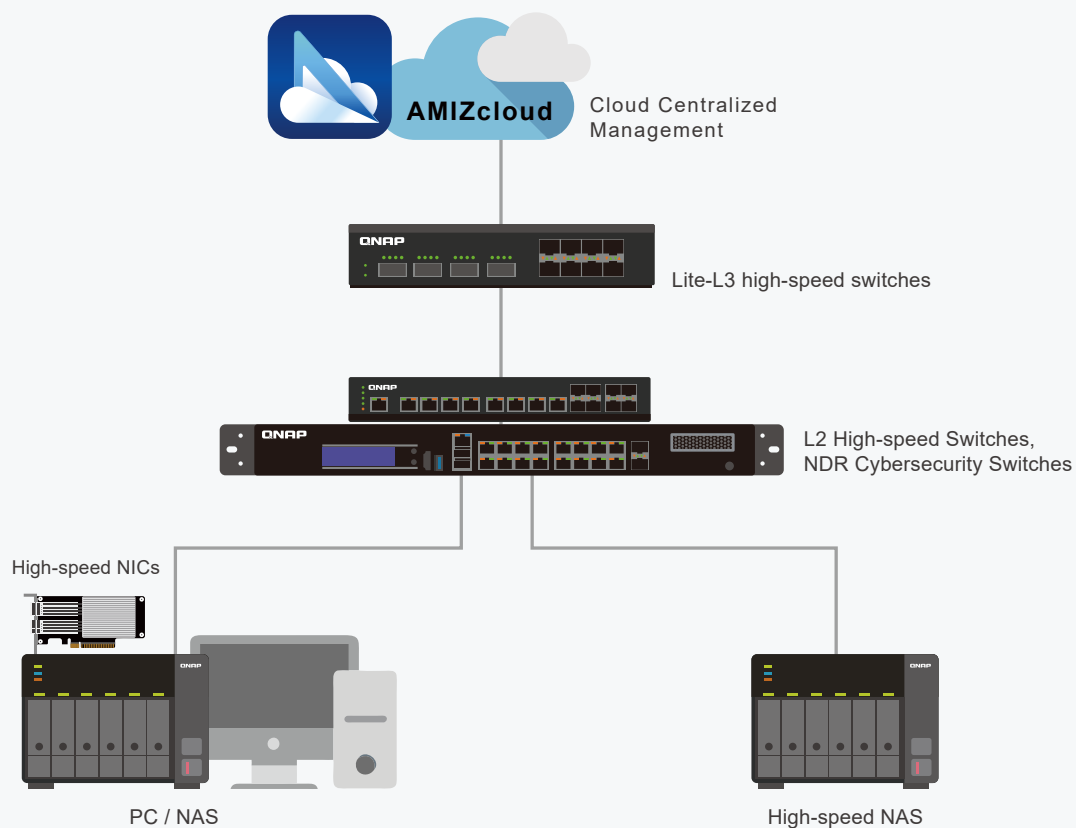 AMIZcloud
Cloud Centralized
Management
QNAP
Lite-L3 high-speed switches
QNAP
QNAP
L2 High-speed Switches,
NDR Cybersecurity Switches
High-speed NICs
QNAP
QNAP
PC / NAS
High-speed NAS